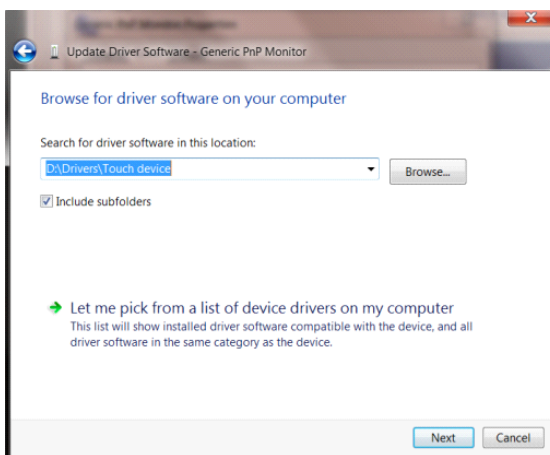 Update Driver Software - Generic PnP Monitor
Browse for driver software on your computer
Search for driver software in this location:
D:\Drivers\Touch device
Browse...
Include subfolders
Let me pick from a list of device drivers on my computer
This list will show installed driver software compatible with the device, and all
driver software in the same category as the device.
Next
Cancel